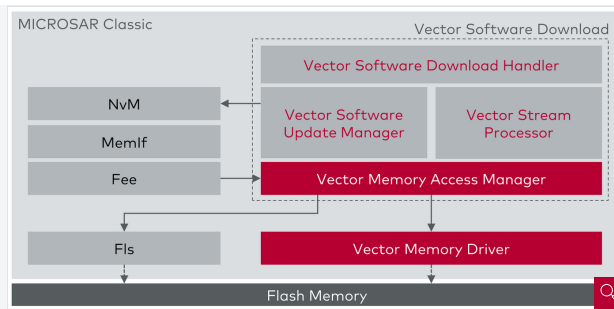 MICROSAR Classic
Vector Software Download
Vector Software Download Handler
NvM
MemIf
Fee
Vector Software
Update Manager
Vector Stream
Processor
Vector Memory Access Manager
Fls
Vector Memory Driver
Flash Memory